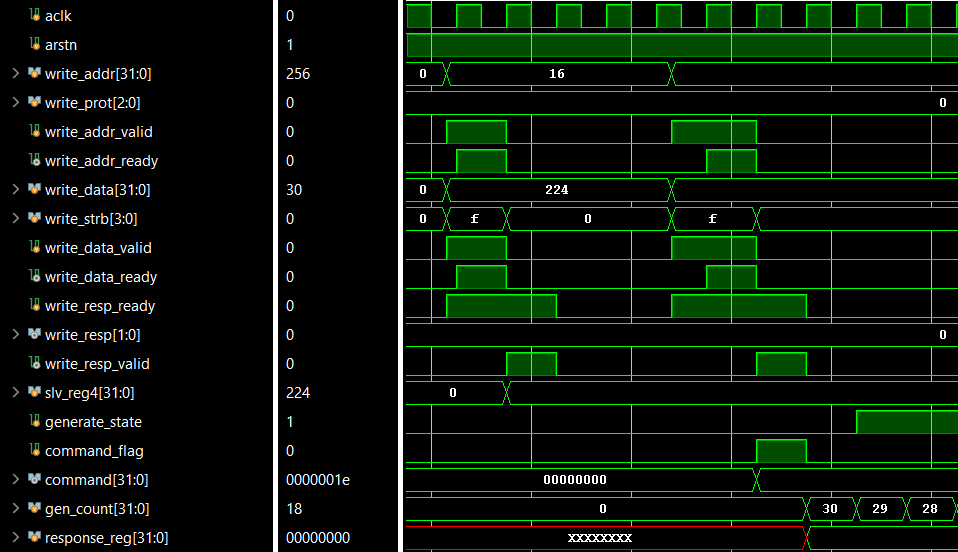 aclk 0
arstn 1
write_addr[31:0] 256 0 16
write_prot[2:0] 0 0
write_addr_valid 0
write_addr_ready 0
write_data[31:0] 30 0 224
write_strb[3:0] 0 0 f 0 f
write_data_valid 0
write_data_ready 0
write_resp_ready 0
write_resp[1:0] 0 0
write_resp_valid 0
slv_reg4[31:0] 224 0
generate_state 1
command_flag 0
command[31:0] 0000001e 00000000
gen_count[31:0] 18 0 30 29 28
response_reg[31:0] 00000000 XXXXXXXX